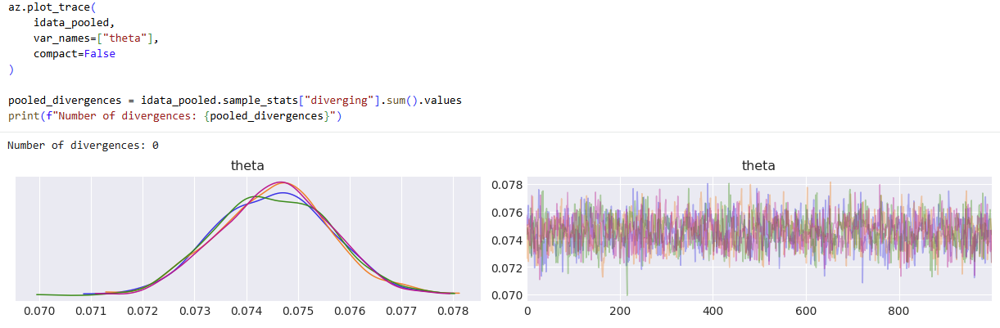 az.plot_trace(
    idata_pooled,
    var_names=["theta"],
    compact=False
)
pooled_divergences = idata_pooled.sample_stats["diverging"].sum().values
print(f"Number of divergences: {pooled_divergences}")
Number of divergences: 0
theta
0.070 0.071 0.072 0.073 0.074 0.075 0.076 0.077 0.078
theta
0.078
0.076
0.074
0.072
0.070
0 200 400 600 800